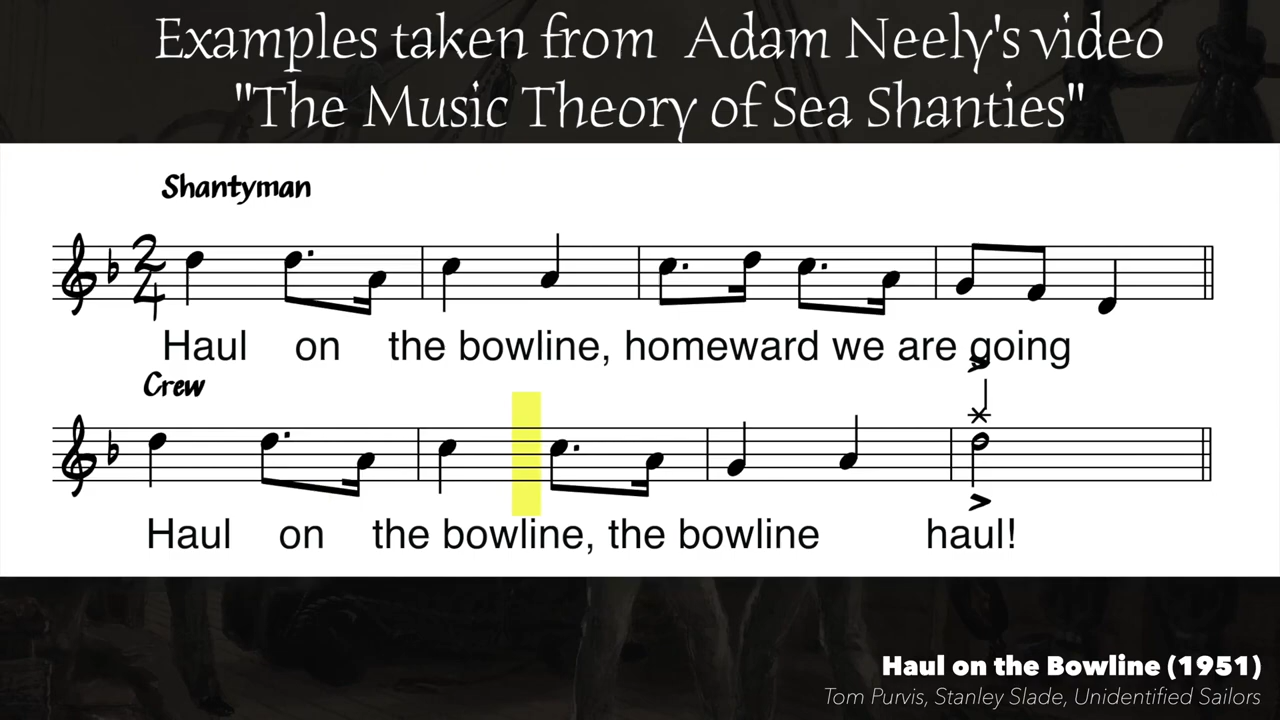 Examples taken from Adam Neely's video
"The Music Theory of Sea Shanties"
Shantyman
2
4
Haul on the bowline, homeward we are going
Crew
Haul on the bowline, the bowline haul!
Haul on the Bowline (1951)
Tom Purvis, Stanley Slade, Unidentified Sailors